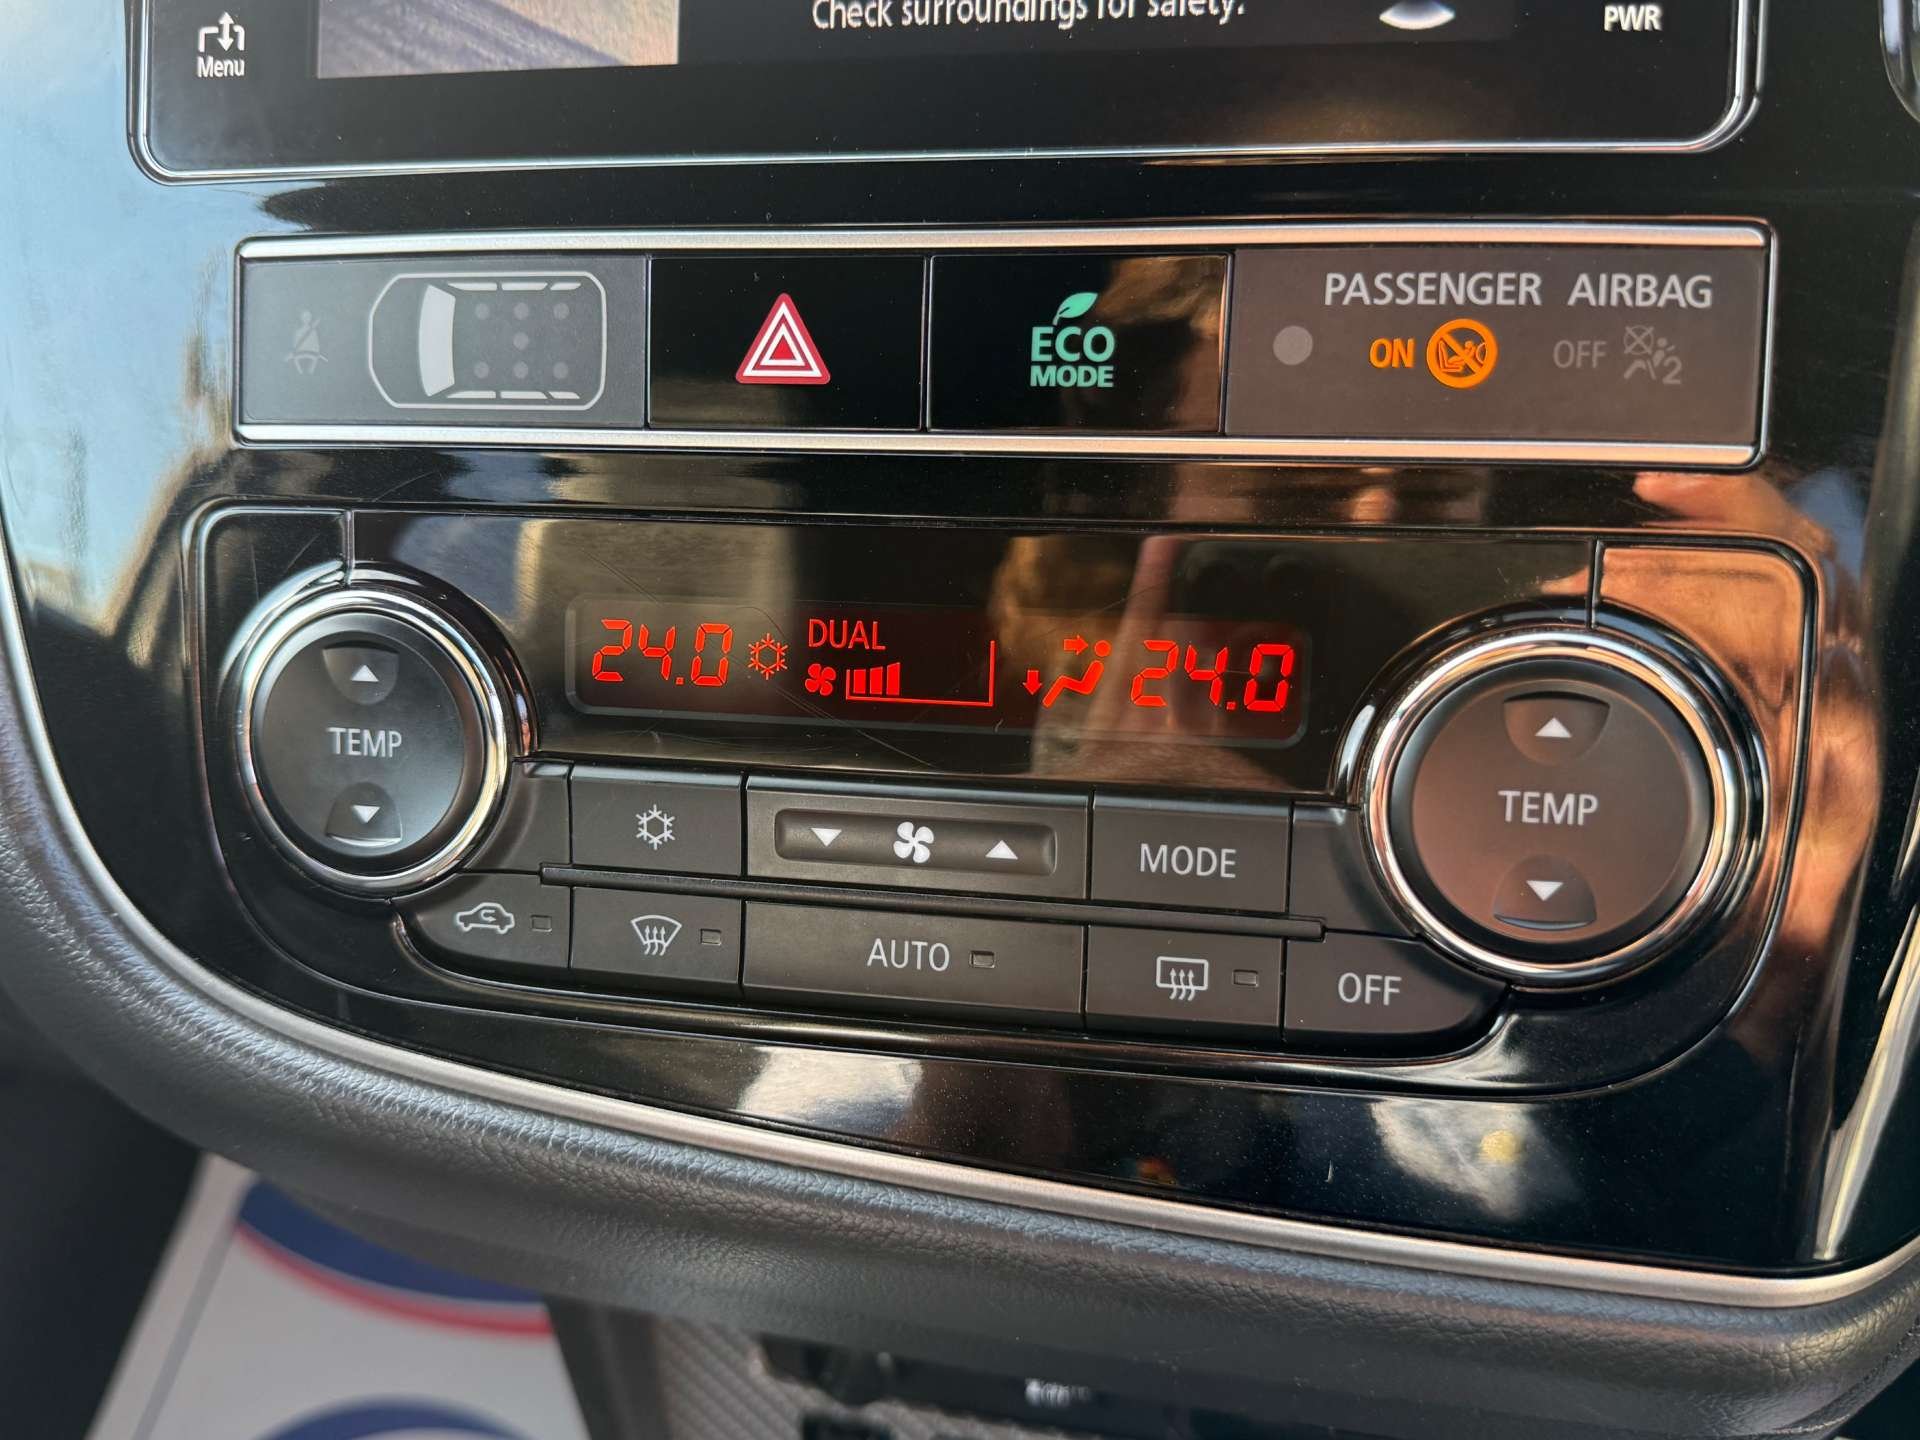 Check surroundings for safety.
Menu
PWR
PASSENGER AIRBAG
ECO
MODE
ON
OFF
2
24.0
DUAL
24.0
TEMP
TEMP
MODE
AUTO
OFF